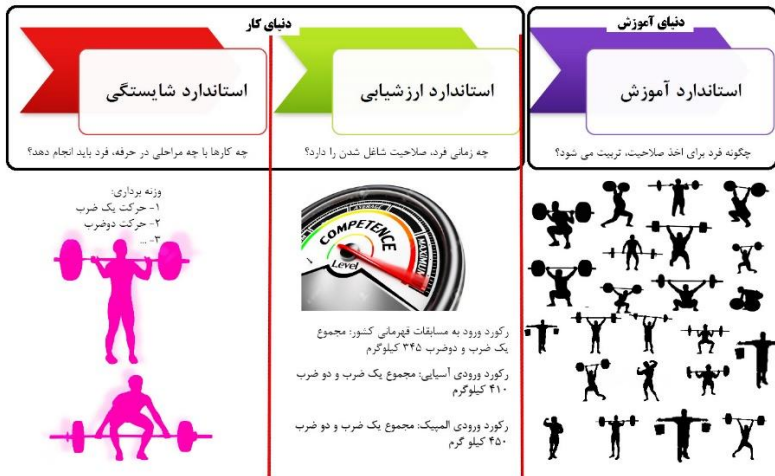 دنیای آموزش
استاندارد آموزش
چگونه فرد برای اخذ صلاحیت، تربیت می شود؟
دنیای کار
استاندارد ارزشیابی
چه زمانی فرد، صلاحیت شاغل شدن را دارد؟
استاندارد شایستگی
چه کارها با چه مراحلی در حرفه، فرد باید انجام دهد؟
AVERAGE
MAXIMUM
COMPETENCE
Level
رکورد ورود به مسابقات قهرمانی کشور: مجموع
یک ضرب و دوضرب ۳۴۵ کیلوگرم
رکورد ورودی آسیایی: مجموع یک ضرب و دو ضرب
۴۱۰ کیلوگرم
رکورد ورودی المپیک: مجموع یک ضرب و دو ضرب
۴۵۰ کیلو گرم
وزنه برداری:
۱- حرکت یک ضرب
۲- حرکت دوضرب
۳- ...